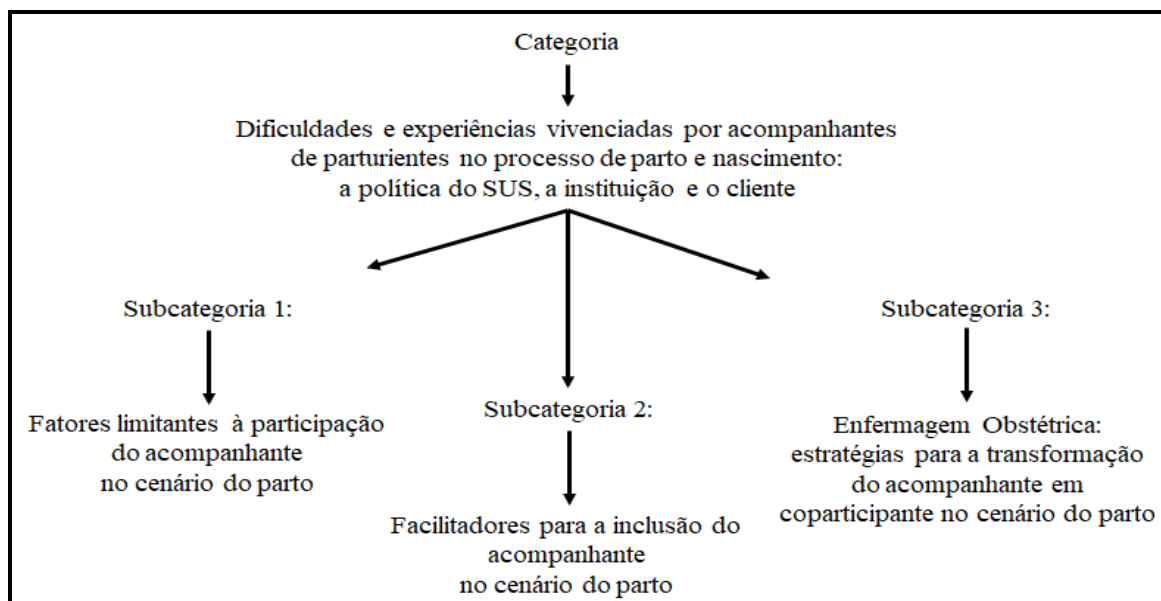 Categoria
Dificuldades e experiências vivenciadas por acompanhantes
de parturientes no processo de parto e nascimento:
a política do SUS, a instituição e o cliente
Subcategoria 1:
Fatores limitantes à participação
do acompanhante
no cenário do parto
Subcategoria 2:
Facilitadores para a inclusão do
acompanhante
no cenário do parto
Subcategoria 3:
Enfermagem Obstétrica:
estratégias para a transformação
do acompanhante em
coparticipante no cenário do parto